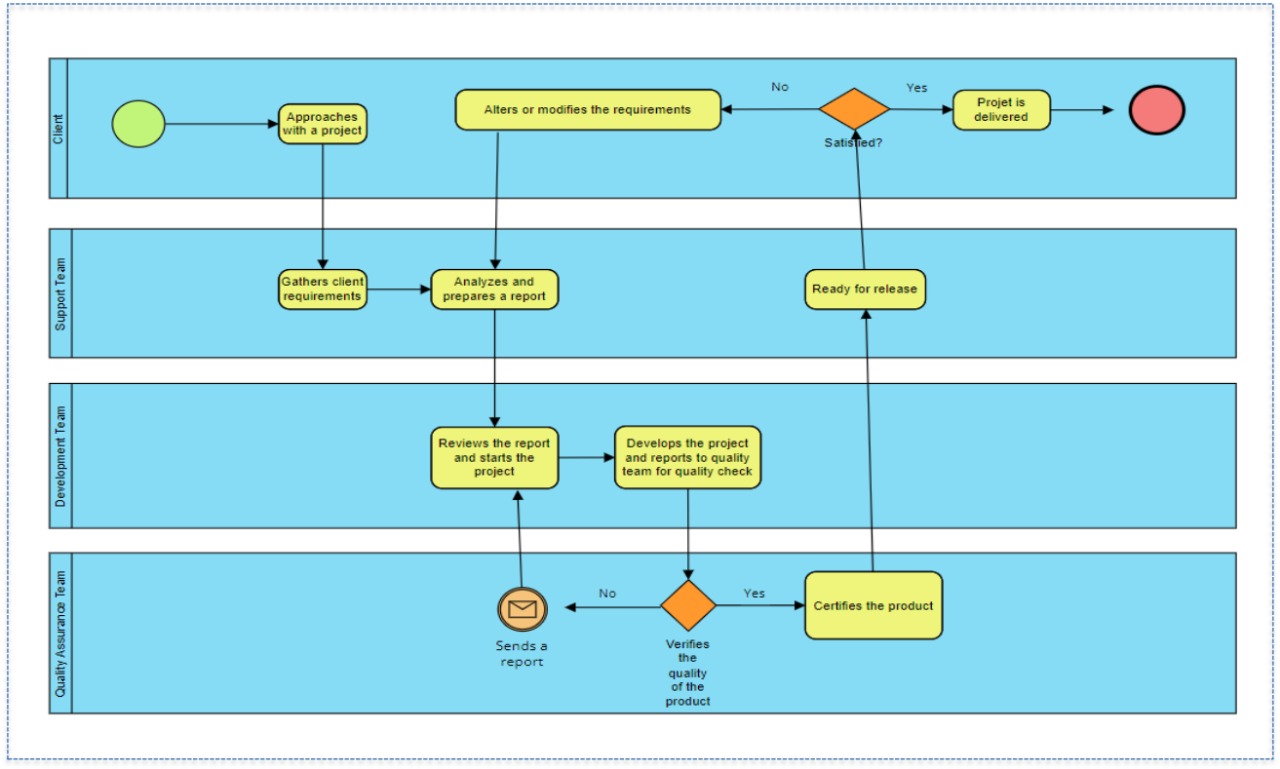 Client
Approaches
with a project
Alters or modifies the requirements
No
Yes
Satisfied?
Projet is
delivered
Support Team
Gathers client
requirements
Analyzes and
prepares a report
Ready for release
Development Team
Reviews the report
and starts the
project
Develops the project
and reports to quality
team for quality check
Quality Assurance Team
Sends a
report
No
Yes
Verifies
the
quality
of the
product
Certifies the product